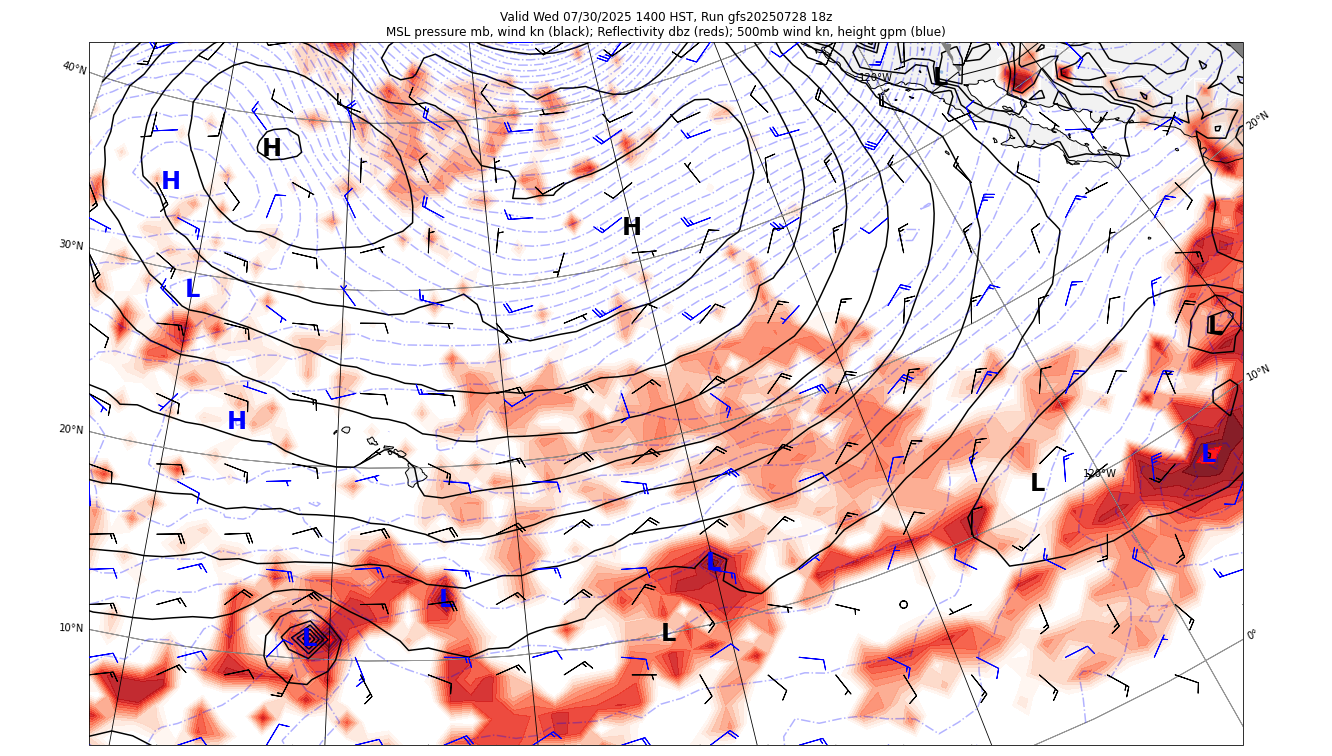 Valid Wed 07/30/2025 1400 HST, Run gfs20250728 18z
MSL pressure mb, wind kn (black); Reflectivity dbz (reds); 500mb wind kn, height gpm (blue)
40°N
120°W
L
20°N
H
H
30°N
H
L
L
10°N
H
20°N
L
120°W
L
L
L
10°N
L
L
0°